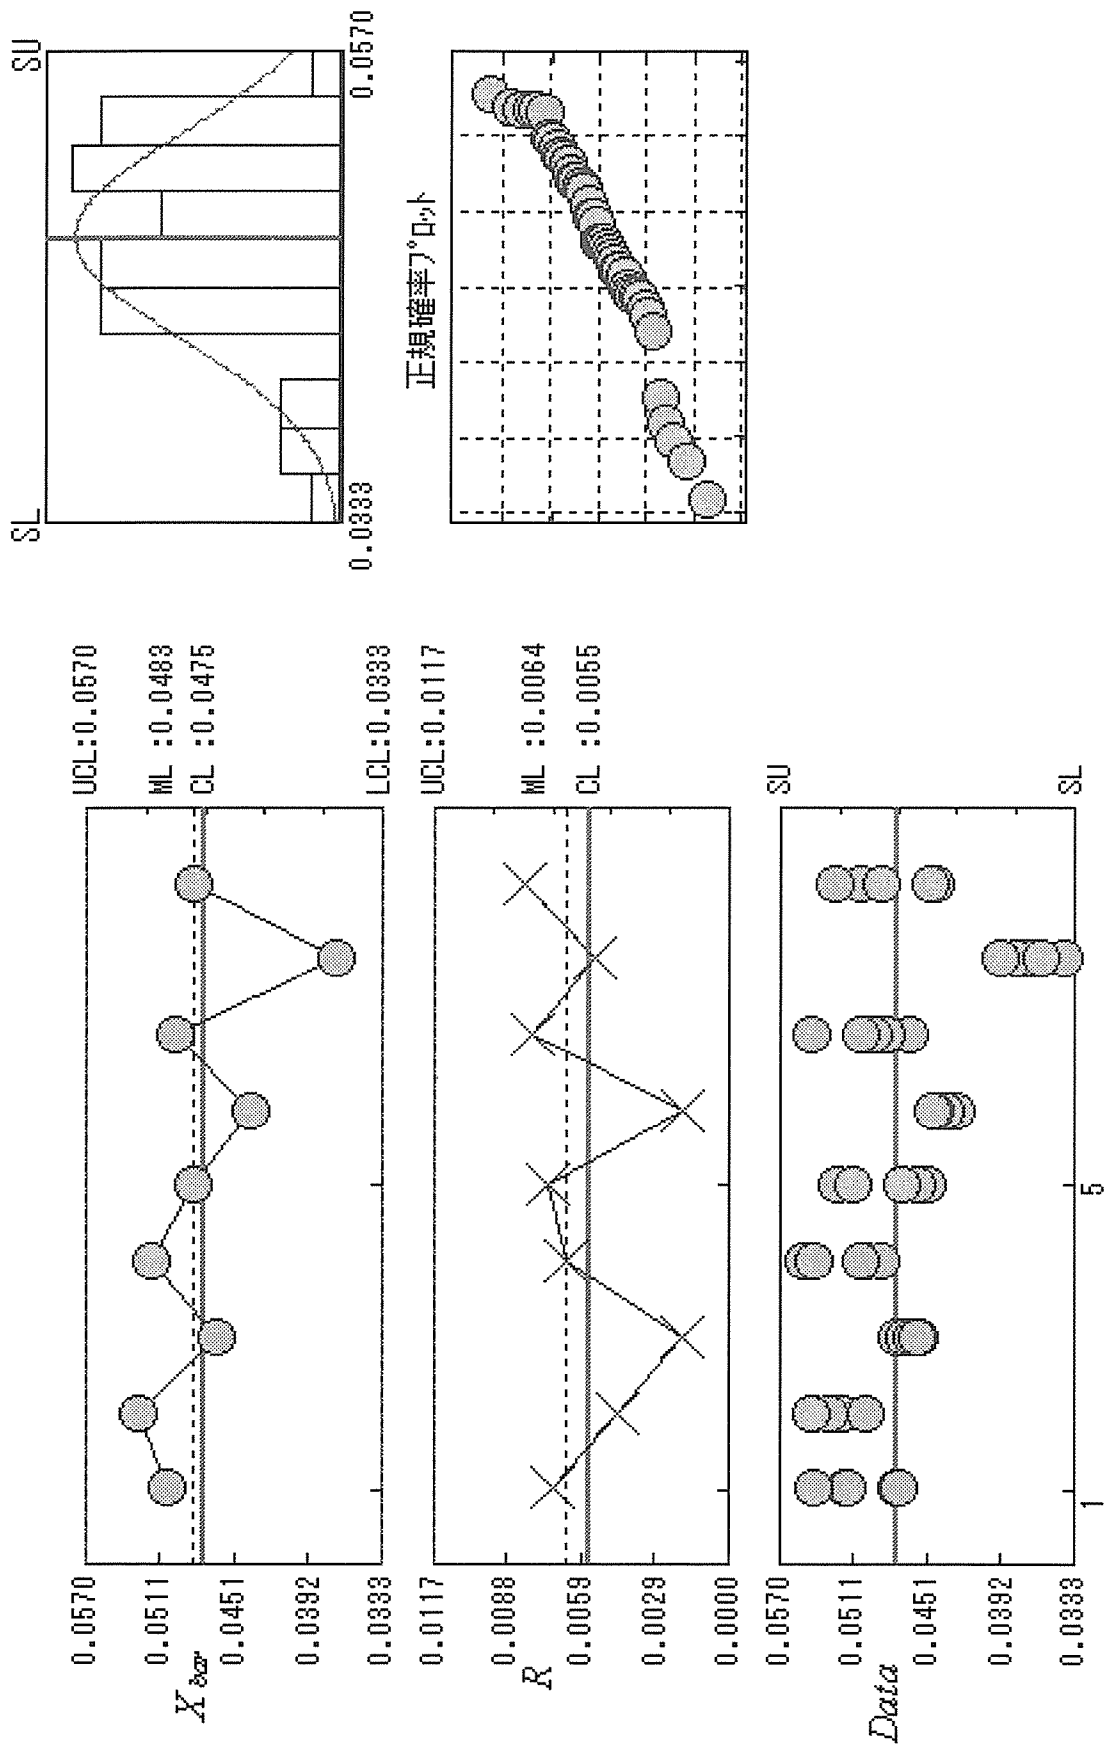 0.0570
0.0511
X bar
0.0451
0.0392
0.0333
UCL:0.0570
ML :0.0483
CL :0.0475
LCL:0.0333
0.0117
0.0088
R
0.0059
0.0029
0.0000
UCL:0.0117
ML :0.0064
CL :0.0055
0.0570
0.0511
Data
0.0451
0.0392
0.0333
SU
SL
1 5
SL SU
0.0333 0.0570
正規確率プロット